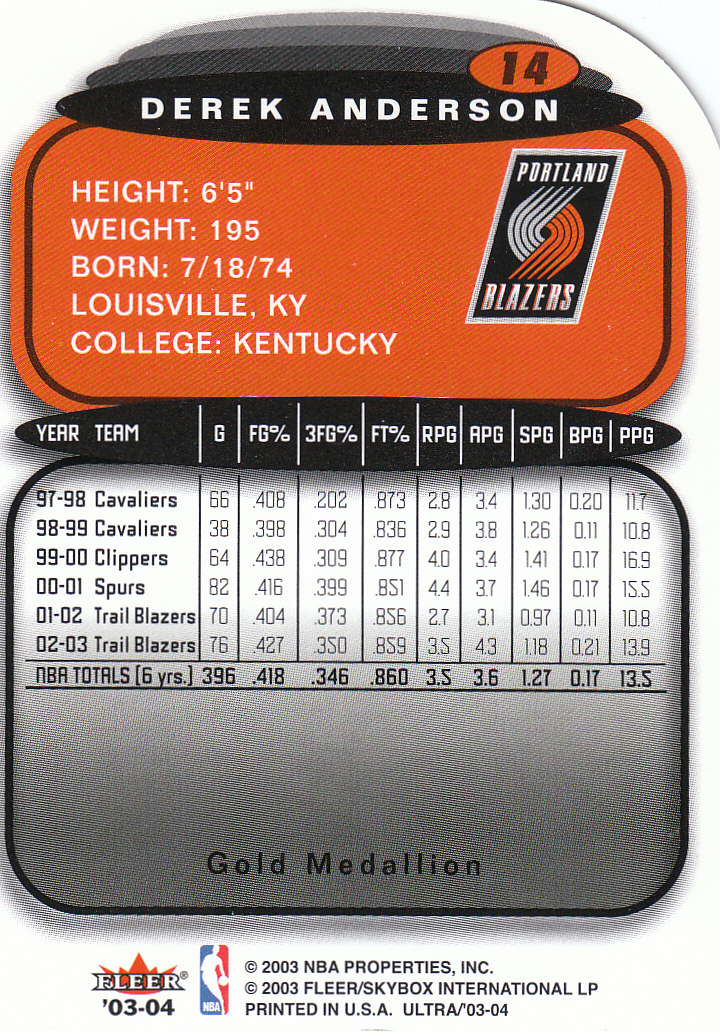 14
DEREK ANDERSON
HEIGHT: 6'5"
WEIGHT: 195
BORN: 7/18/74
LOUISVILLE, KY
COLLEGE: KENTUCKY
PORTLAND
BLAZERS
YEAR TEAM G FG% 3FG% FT% RPG APG SPG BPG PPG
97-98 Cavaliers 66 .408 .202 .873 2.8 3.4 1.30 0.20 11.7
98-99 Cavaliers 38 .398 .304 .836 2.9 3.8 1.26 0.11 10.8
99-00 Clippers 64 .438 .309 .877 4.0 3.4 1.41 0.17 16.9
00-01 Spurs 82 .416 .399 .851 4.4 3.7 1.46 0.17 15.5
01-02 Trail Blazers 70 .404 .373 .856 2.7 3.1 0.97 0.11 10.8
02-03 Trail Blazers 76 .427 .350 .859 3.5 4.3 1.18 0.21 13.9
NBA TOTALS (6 yrs.) 396 .418 .346 .860 3.5 3.6 1.27 0.17 13.5
Gold Medallion
FLEER®
'03-04
NBA
© 2003 NBA PROPERTIES, INC.
© 2003 FLEER/SKYBOX INTERNATIONAL LP
PRINTED IN U.S.A. ULTRA/'03-04